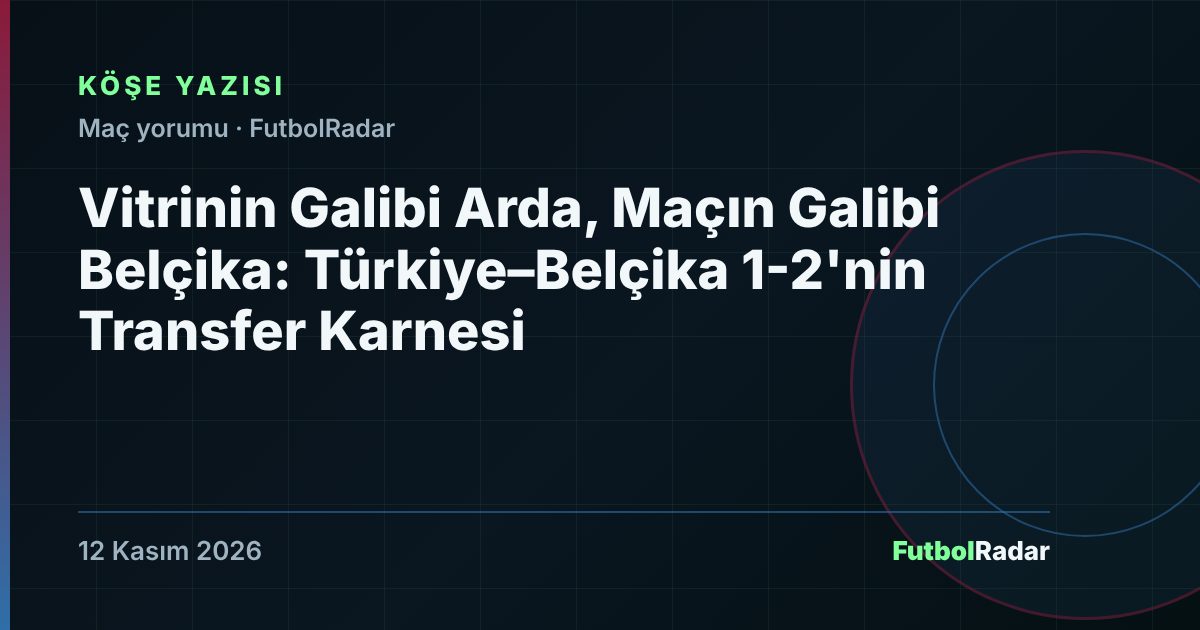 KÖŞE YAZISI
Maç yorumu · FutbolRadar
Vitrinin Galibi Arda, Maçın Galibi
Belçika: Türkiye–Belçika 1-2'nin
Transfer Karnesi
12 Kasım 2026
FutbolRadar